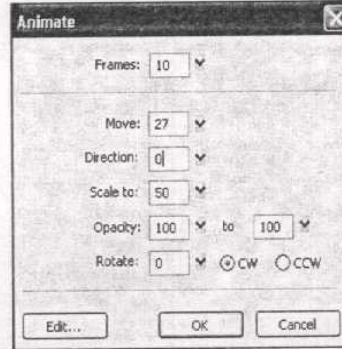 Animate
Frames: 10
Move: 27
Direction: 0
Scale to: 50
Opacity: 100 to 100
Rotate: 0 CW CCW
Edit... OK Cancel